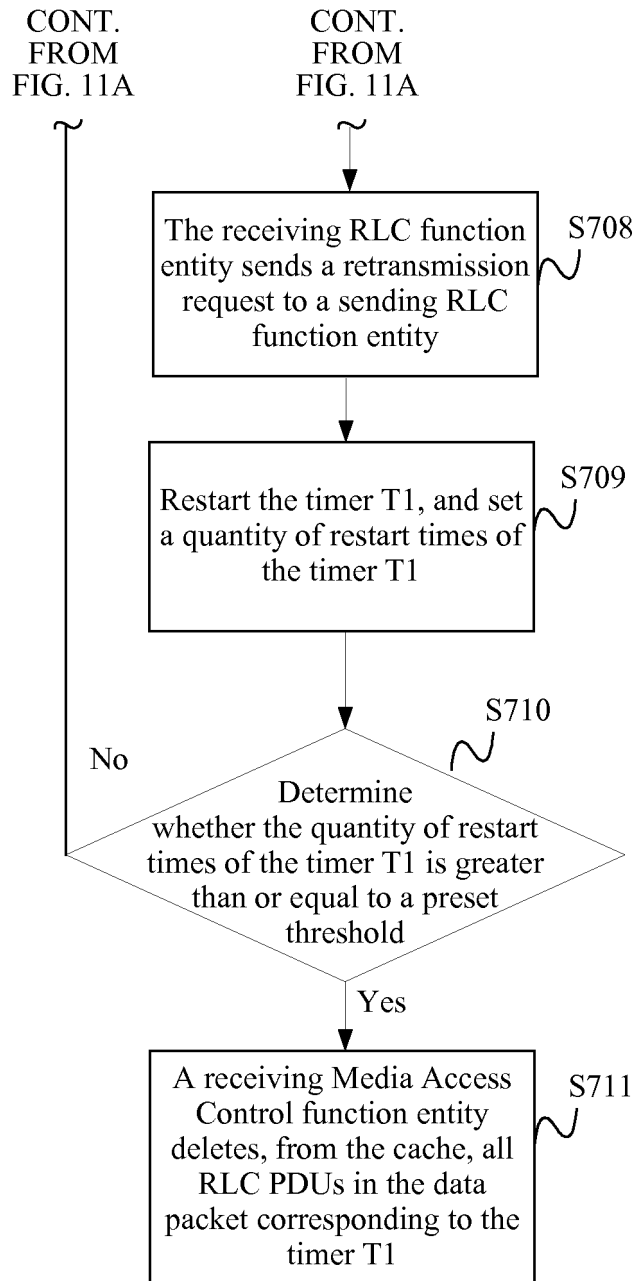 CONT.
FROM
FIG. 11A
CONT.
FROM
FIG. 11A
The receiving RLC function
entity sends a retransmission
request to a sending RLC
function entity
S708
Restart the timer T1, and set
a quantity of restart times of
the timer T1
S709
S710
No
Determine
whether the quantity of restart
times of the timer T1 is greater
than or equal to a preset
threshold
Yes
A receiving Media Access
Control function entity
deletes, from the cache, all
RLC PDUs in the data
packet corresponding to the
timer T1
S711